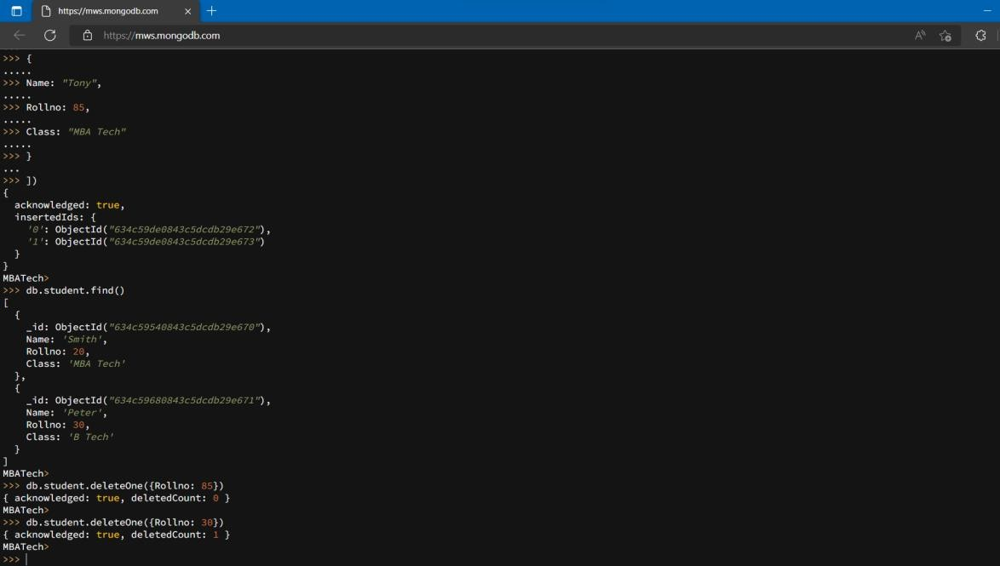 https://mws.mongodb.com
https://mws.mongodb.com
>>> {
.....
>>> Name: "Tony",
.....
>>> Rollno: 85,
.....
>>> Class: "MBA Tech"
.....
>>> }
...
>>> ])
{
acknowledged: true,
insertedIds: {
'0': ObjectId("634c59de0843c5dcdb29e672"),
'1': ObjectId("634c59de0843c5dcdb29e673")
}
}
MBATech>
>>> db.student.find()
[
{
_id: ObjectId("634c59540843c5dcdb29e670"),
Name: 'Smith',
Rollno: 20,
Class: 'MBA Tech'
},
{
_id: ObjectId("634c59680843c5dcdb29e671"),
Name: 'Peter',
Rollno: 30,
Class: 'B Tech'
}
]
MBATech>
>>> db.student.deleteOne({Rollno: 85})
{ acknowledged: true, deletedCount: 0 }
MBATech>
>>> db.student.deleteOne({Rollno: 30})
{ acknowledged: true, deletedCount: 1 }
MBATech>
>>>